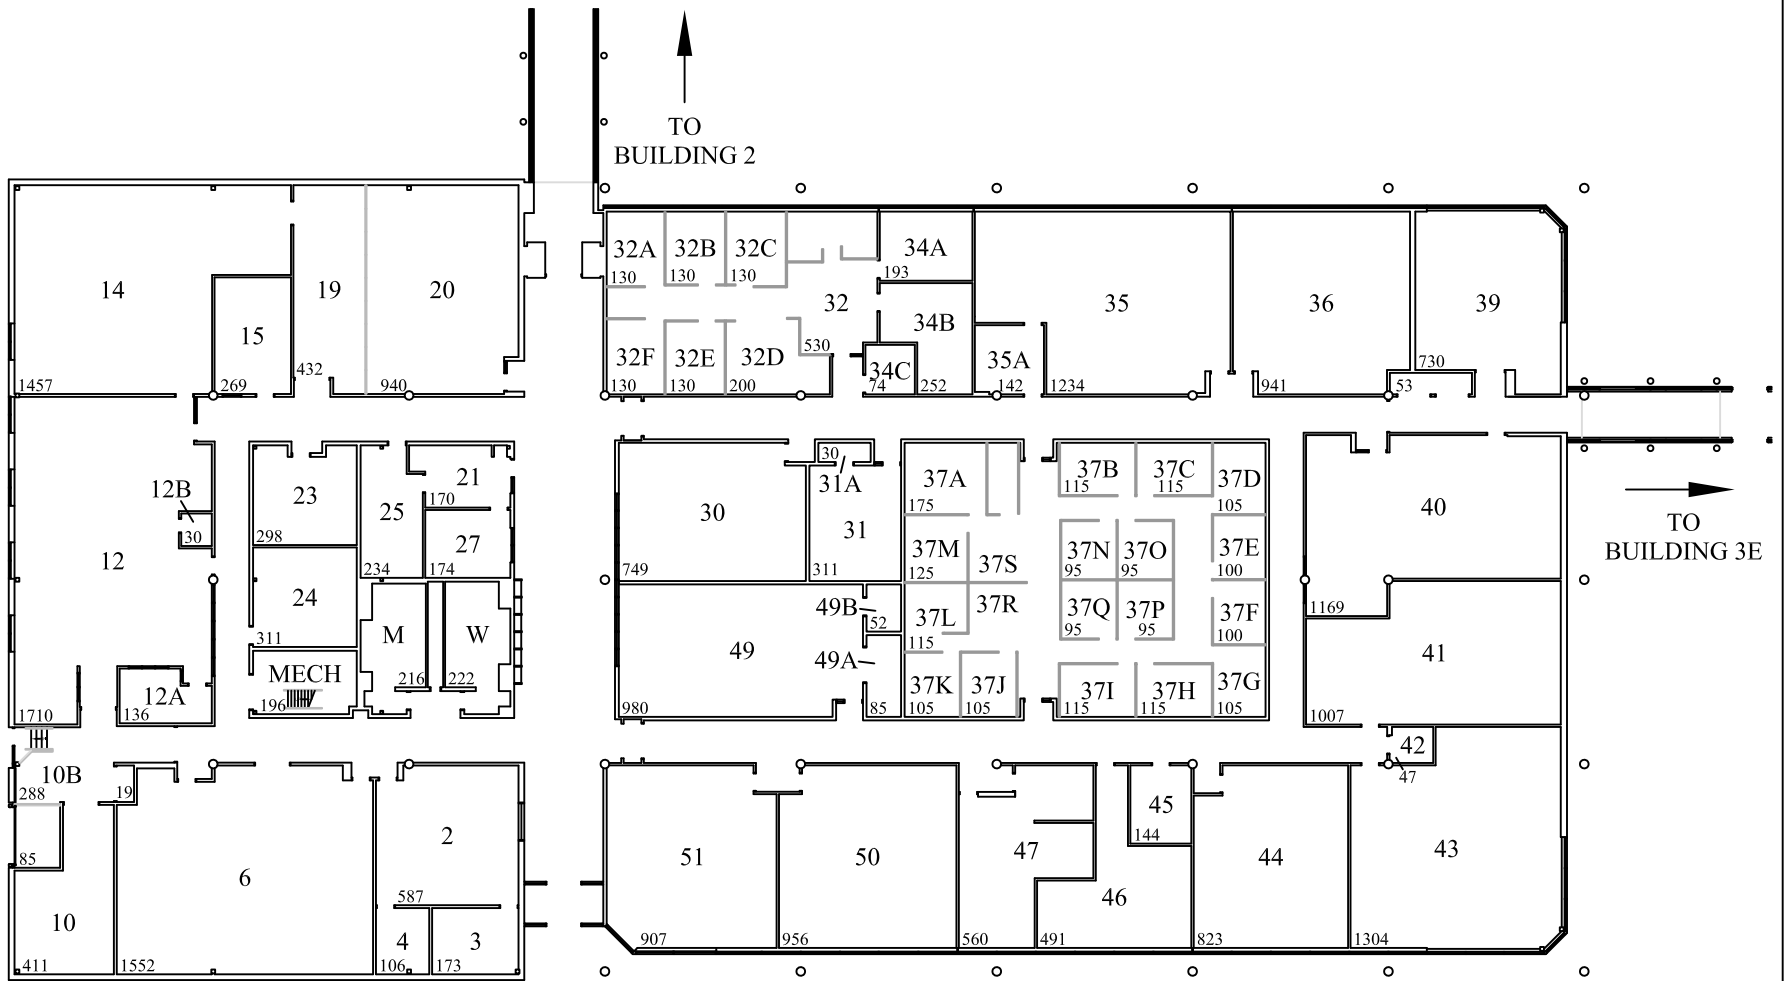 TO
BUILDING 2
14
1457
15
269
19
432
20
940
32A
130
32B
130
32C
130
32
530
32F
130
32E
130
32D
200
34A
193
34B
252
34C
74
35A
142
35
1234
36
941
39
730
53
12
1710
12B
30
12A
136
23
298
24
311
MECH
196
25
234
21
170
27
174
M
216
W
222
30
749
30
31A
31
311
49
980
49B
52
49A
85
37A
175
37M
125
37S
37L
115
37R
37K
105
37J
105
37B
115
37C
115
37D
105
37N
95
37O
95
37E
100
37Q
95
37P
95
37F
100
37I
115
37H
115
37G
105
40
1169
41
1007
42
47
TO
BUILDING 3E
10B
288
19
85
10
411
6
1552
2
587
4
106
3
173
51
907
50
956
47
560
46
491
45
144
44
823
43
1304